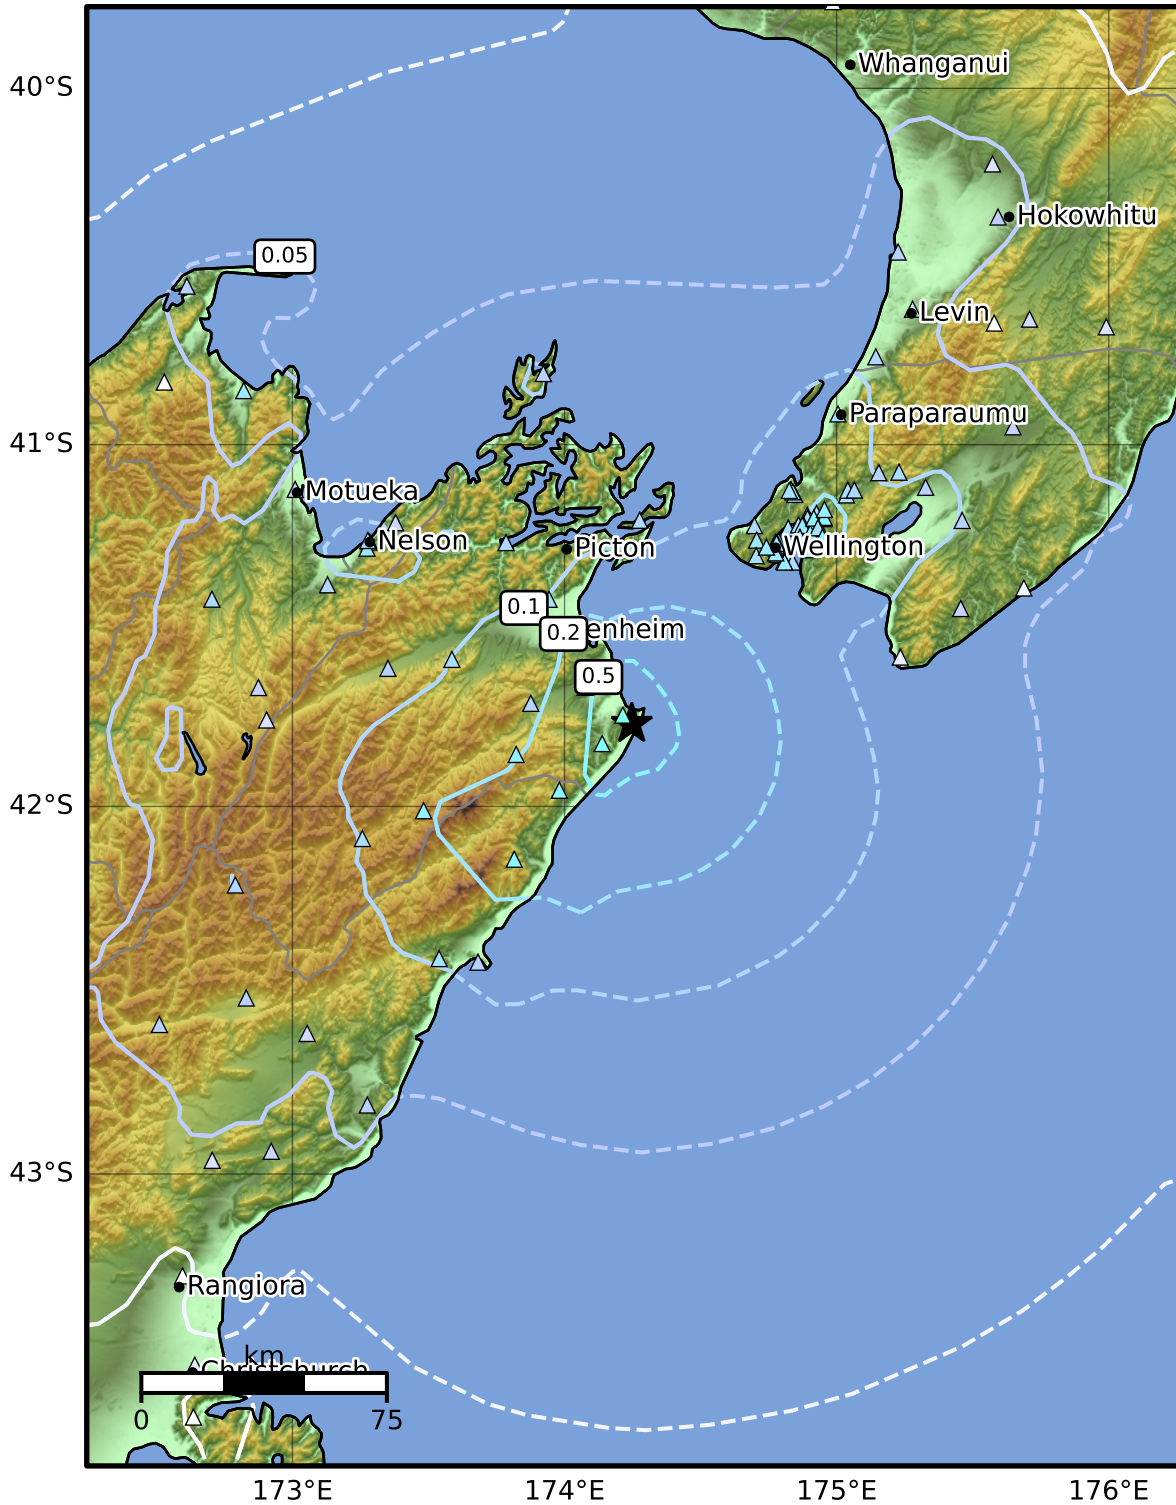 40°S
Whanganui
Hokowhitu
0.05
Levin
Paraparaumu
41°S
Motueka
Nelson
Picton
Wellington
0.1
0.2
enheim
0.5
42°S
43°S
Rangiora
km
Christchurch
0
75
173°E
174°E
175°E
176°E